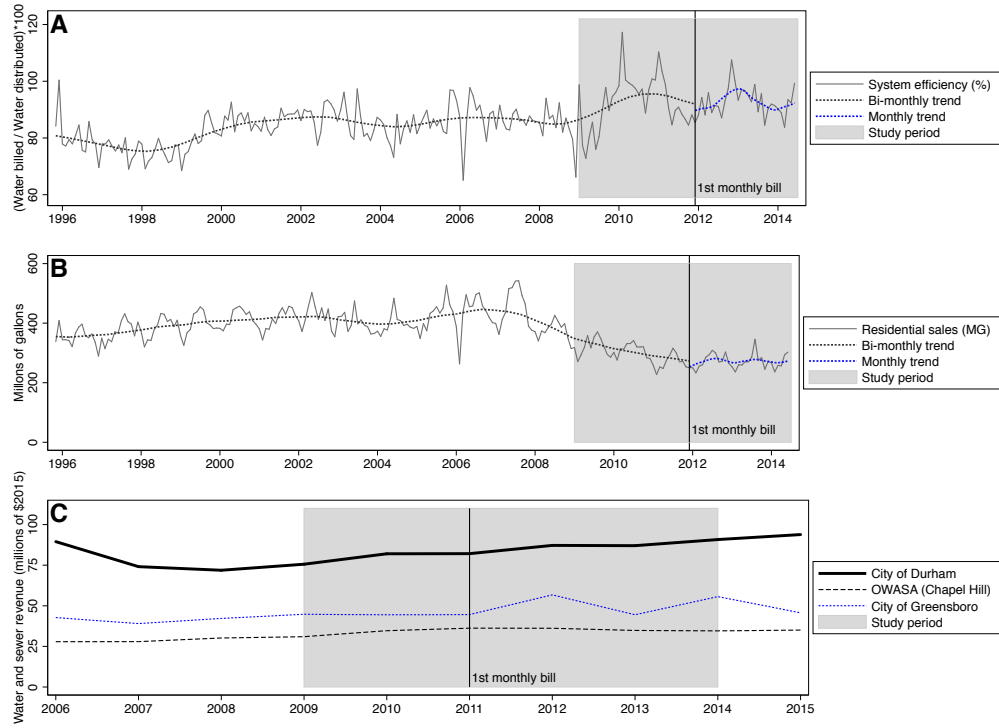 A
(Water billed / Water distributed)*100
60 80 100 120
1st monthly bill
1996 1998 2000 2002 2004 2006 2008 2010 2012 2014
System efficiency (%)
Bi-monthly trend
Monthly trend
Study period
B
Millons of gallons
0 200 400 600
1st monthly bill
1996 1998 2000 2002 2004 2006 2008 2010 2012 2014
Residential sales (MG)
Bi-monthly trend
Monthly trend
Study period
C
Water and sewer revenue (millions of $2015)
0 25 50 75 100
1st monthly bill
2006 2007 2008 2009 2010 2011 2012 2013 2014 2015
City of Durham
OWASA (Chapel Hill)
City of Greensboro
Study period